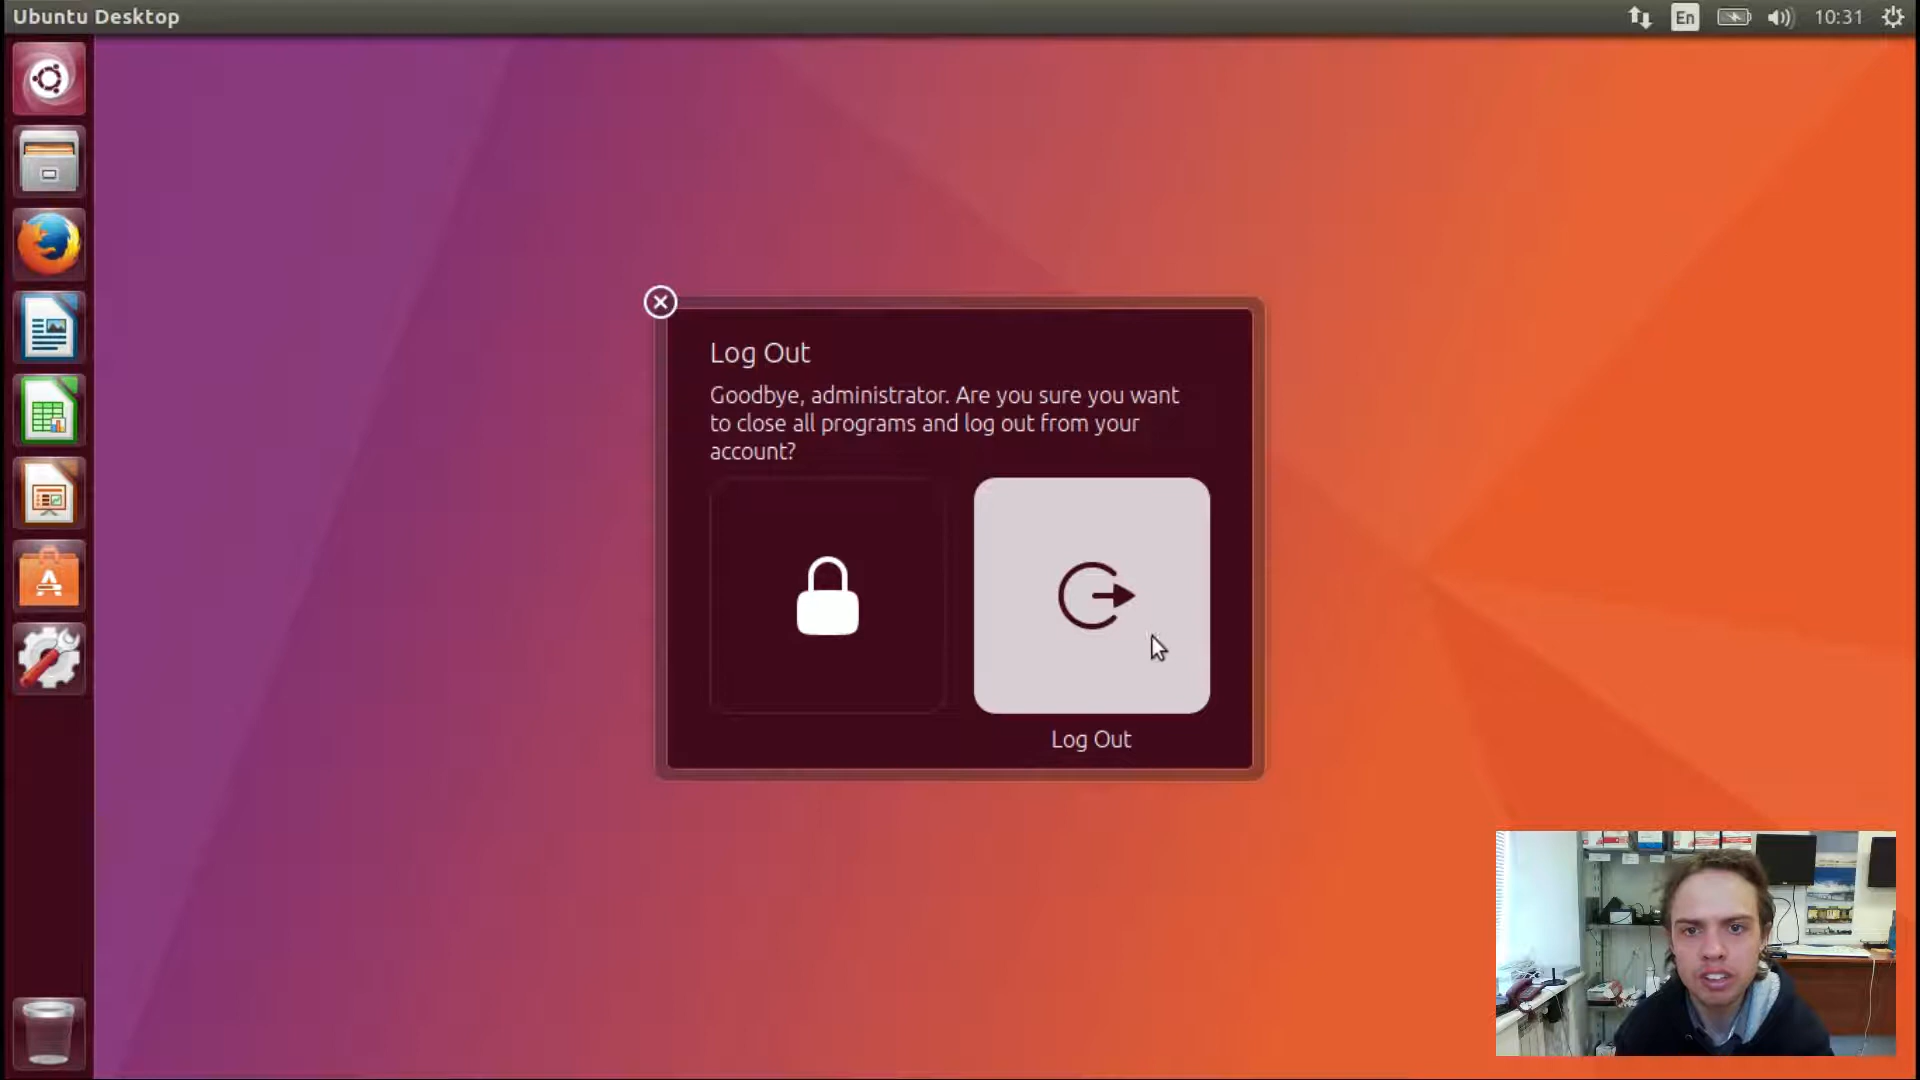 Ubuntu Desktop
En
10:31
Log Out
Goodbye, administrator. Are you sure you want
to close all programs and log out from your
account?
Log Out